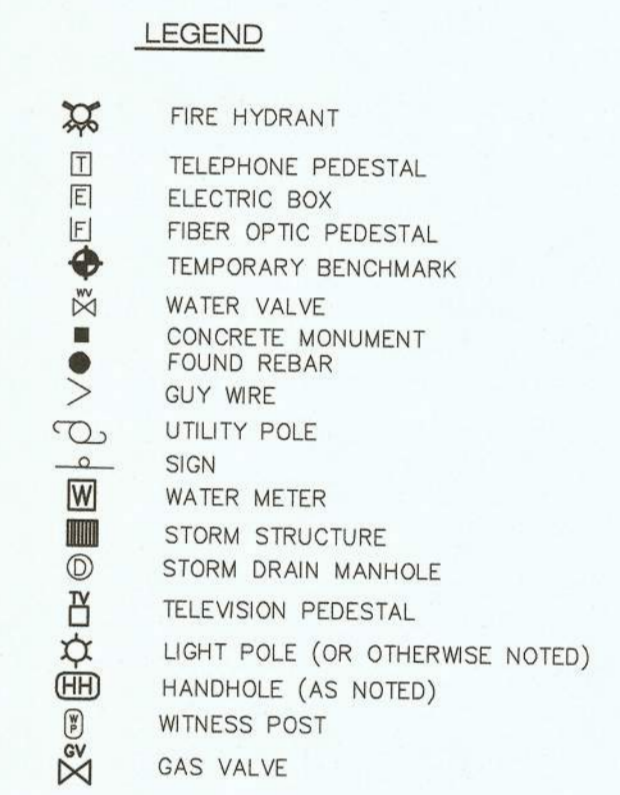 LEGEND
FIRE HYDRANT
T TELEPHONE PEDESTAL
E ELECTRIC BOX
F FIBER OPTIC PEDESTAL
TEMPORARY BENCHMARK
WV WATER VALVE
CONCRETE MONUMENT
FOUND REBAR
GUY WIRE
UTILITY POLE
SIGN
W WATER METER
STORM STRUCTURE
D STORM DRAIN MANHOLE
TV TELEVISION PEDESTAL
LIGHT POLE (OR OTHERWISE NOTED)
HH HANDHOLE (AS NOTED)
WP WITNESS POST
GV GAS VALVE